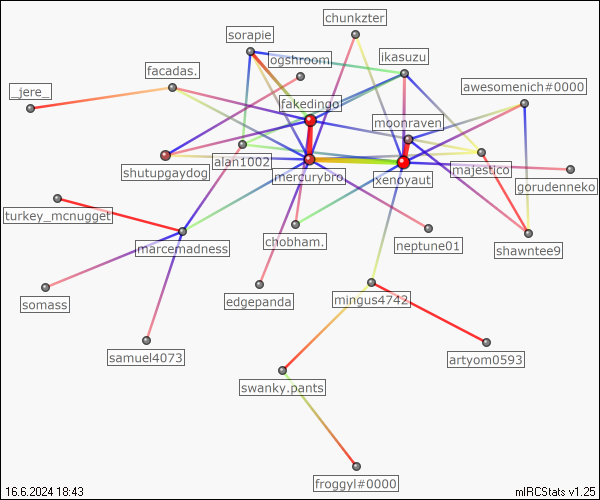 chunkzter
sorapie
ogshroom
ikasuzu
facadas.
_jere_
awesomenich#0000
fakedingo
moonraven
alan1002
shutupgaydog
mercurybro
xenoyaut
majestico
gorudenneko
turkey_mcnugget
marcemadness
chobham.
neptune01
shawntee9
somass
edgepanda
mingus4742
samuel4073
artyom0593
swanky.pants
froggyl#0000
16.6.2024 18:43
mIRCStats v1.25